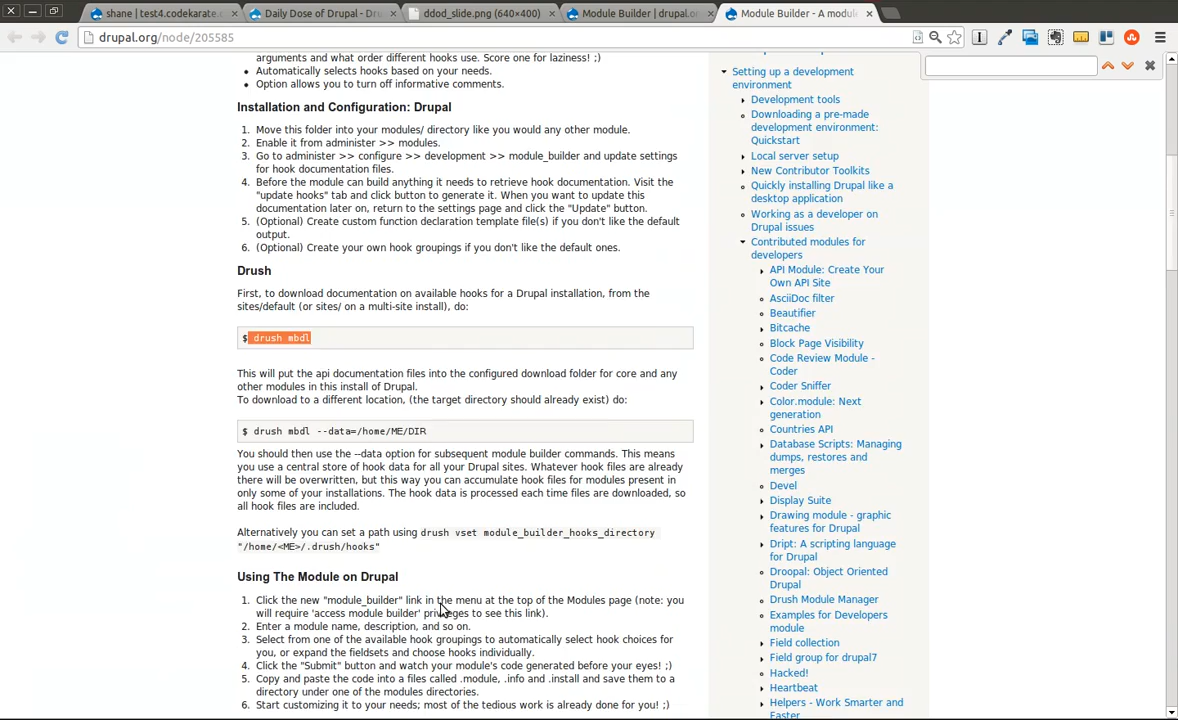 shane | test4.codekarate.c
Daily Dose of Drupal - Dru
ddod_slide.png (640×400)
Module Builder | drupal.o
Module Builder - A modul
drupal.org/node/205585
arguments and what order different hooks use. Score one for laziness! ;)
Automatically selects hooks based on your needs.
Option allows you to turn off informative comments.
Installation and Configuration: Drupal
1. Move this folder into your modules/ directory like you would any other module.
2. Enable it from administer >> modules.
3. Go to administer >> configure >> development >> module_builder and update settings
for hook documentation files.
4. Before the module can build anything it needs to retrieve hook documentation. Visit the
"update hooks" tab and click button to generate it. When you want to update this
documentation later on, return to the settings page and click the "Update" button.
5. (Optional) Create custom function declaration template file(s) if you don't like the default
output.
6. (Optional) Create your own hook groupings if you don't like the default ones.
Drush
First, to download documentation on available hooks for a Drupal installation, from the
sites/default (or sites/ on a multi-site install), do:
$ drush mbdl
This will put the api documentation files into the configured download folder for core and any
other modules in this install of Drupal.
To download to a different location, (the target directory should already exist) do:
$ drush mbdl --data=/home/ME/DIR
You should then use the --data option for subsequent module builder commands. This means
you use a central store of hook data for all your Drupal sites. Whatever hook files are already
there will be overwritten, but this way you can accumulate hook files for modules present in
only some of your installations. The hook data is processed each time files are downloaded, so
all hook files are included.
Alternatively you can set a path using drush vset module_builder_hooks_directory
"/home/<ME>/.drush/hooks"
Using The Module on Drupal
1. Click the new "module_builder" link in the menu at the top of the Modules page (note: you
will require 'access module builder' privileges to see this link).
2. Enter a module name, description, and so on.
3. Select from one of the available hook groupings to automatically select hook choices for
you, or expand the fieldsets and choose hooks individually.
4. Click the "Submit" button and watch your module's code generated before your eyes! ;)
5. Copy and paste the code into a files called .module, .info and .install and save them to a
directory under one of the modules directories.
6. Start customizing it to your needs; most of the tedious work is already done for you! ;)
Setting up a development
environment
Development tools
Downloading a pre-made
development environment:
Quickstart
Local server setup
New Contributor Toolkits
Quickly installing Drupal like a
desktop application
Working as a developer on
Drupal issues
Contributed modules for
developers
API Module: Create Your
Own API Site
AsciiDoc filter
Beautifier
Bitcache
Block Page Visibility
Code Review Module -
Coder
Coder Sniffer
Color.module: Next
generation
Countries API
Database Scripts: Managing
dumps, restores and
merges
Devel
Display Suite
Drawing module - graphic
features for Drupal
Dript: A scripting language
for Drupal
Droopal: Object Oriented
Drupal
Drush Module Manager
Examples for Developers
module
Field collection
Field group for drupal7
Hacked!
Heartbeat
Helpers - Work Smarter and
Faster